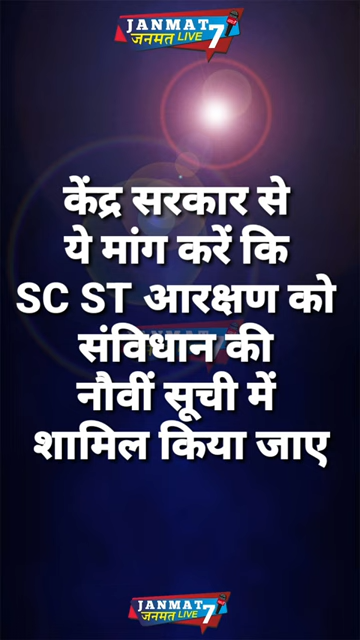 JANMAT 7
जनमत LIVE
केंद्र सरकार से
ये मांग करें कि
SC ST आरक्षण को
संविधान की
नौवीं सूची में
शामिल किया जाए
JANMAT 7
जनमत LIVE